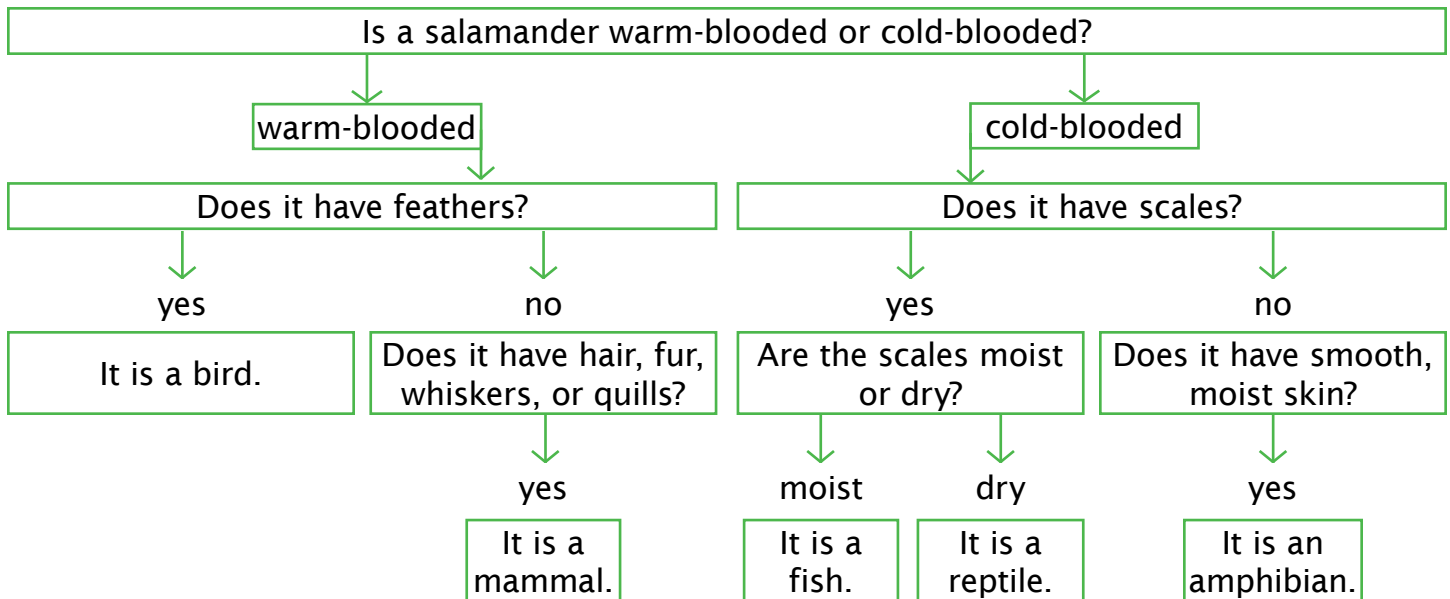 Is a salamander warm-blooded or cold-blooded?
warm-blooded
cold-blooded
Does it have feathers?
Does it have scales?
yes
no
yes
no
It is a bird.
Does it have hair, fur,
whiskers, or quills?
Are the scales moist
or dry?
Does it have smooth,
moist skin?
yes
moist
dry
yes
It is a
mammal.
It is a
fish.
It is a
reptile.
It is an
amphibian.